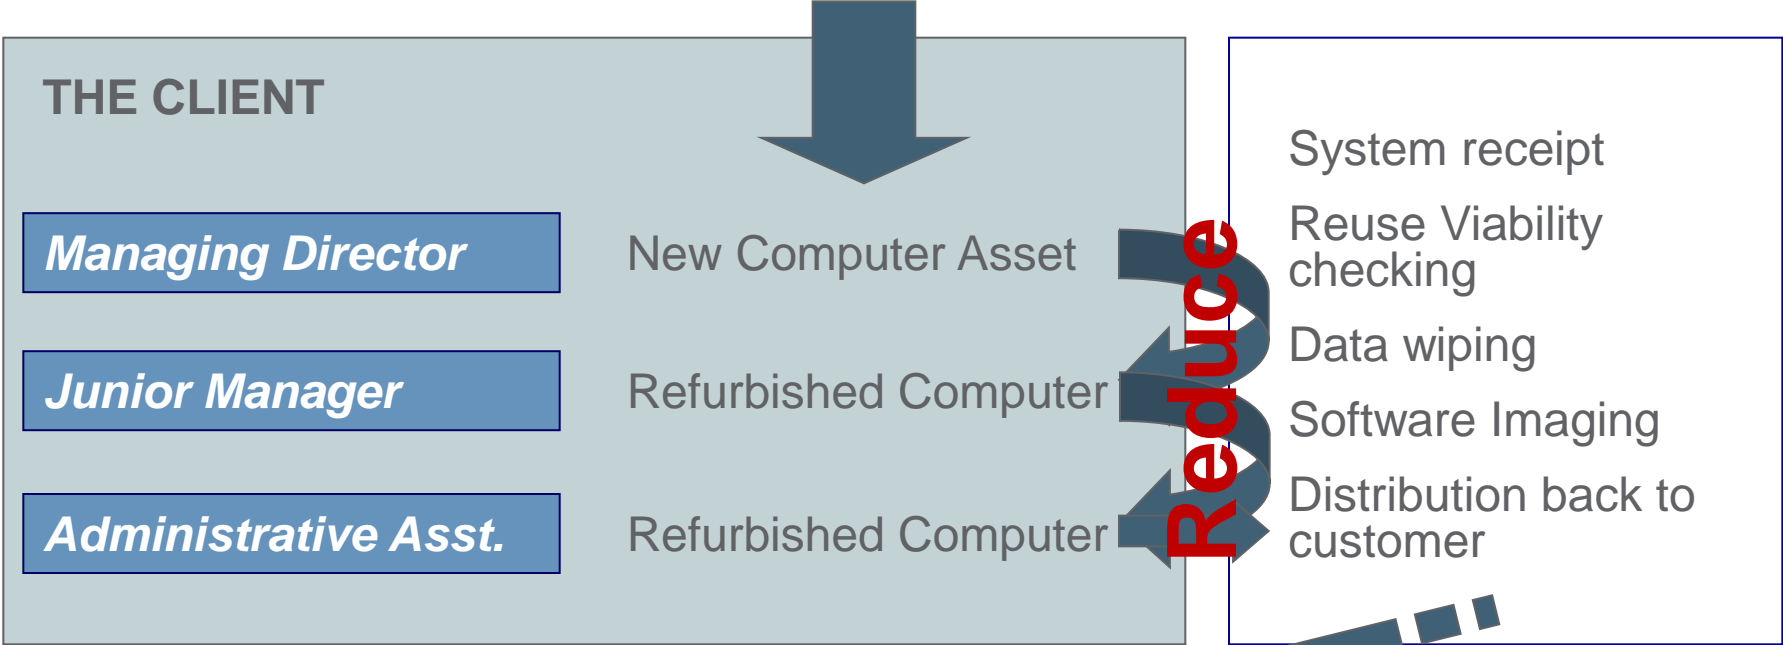 THE CLIENT
Managing Director
New Computer Asset
Junior Manager
Refurbished Computer
Administrative Asst.
Refurbished Computer
Reduce
System receipt
Reuse Viability
checking
Data wiping
Software Imaging
Distribution back to
customer